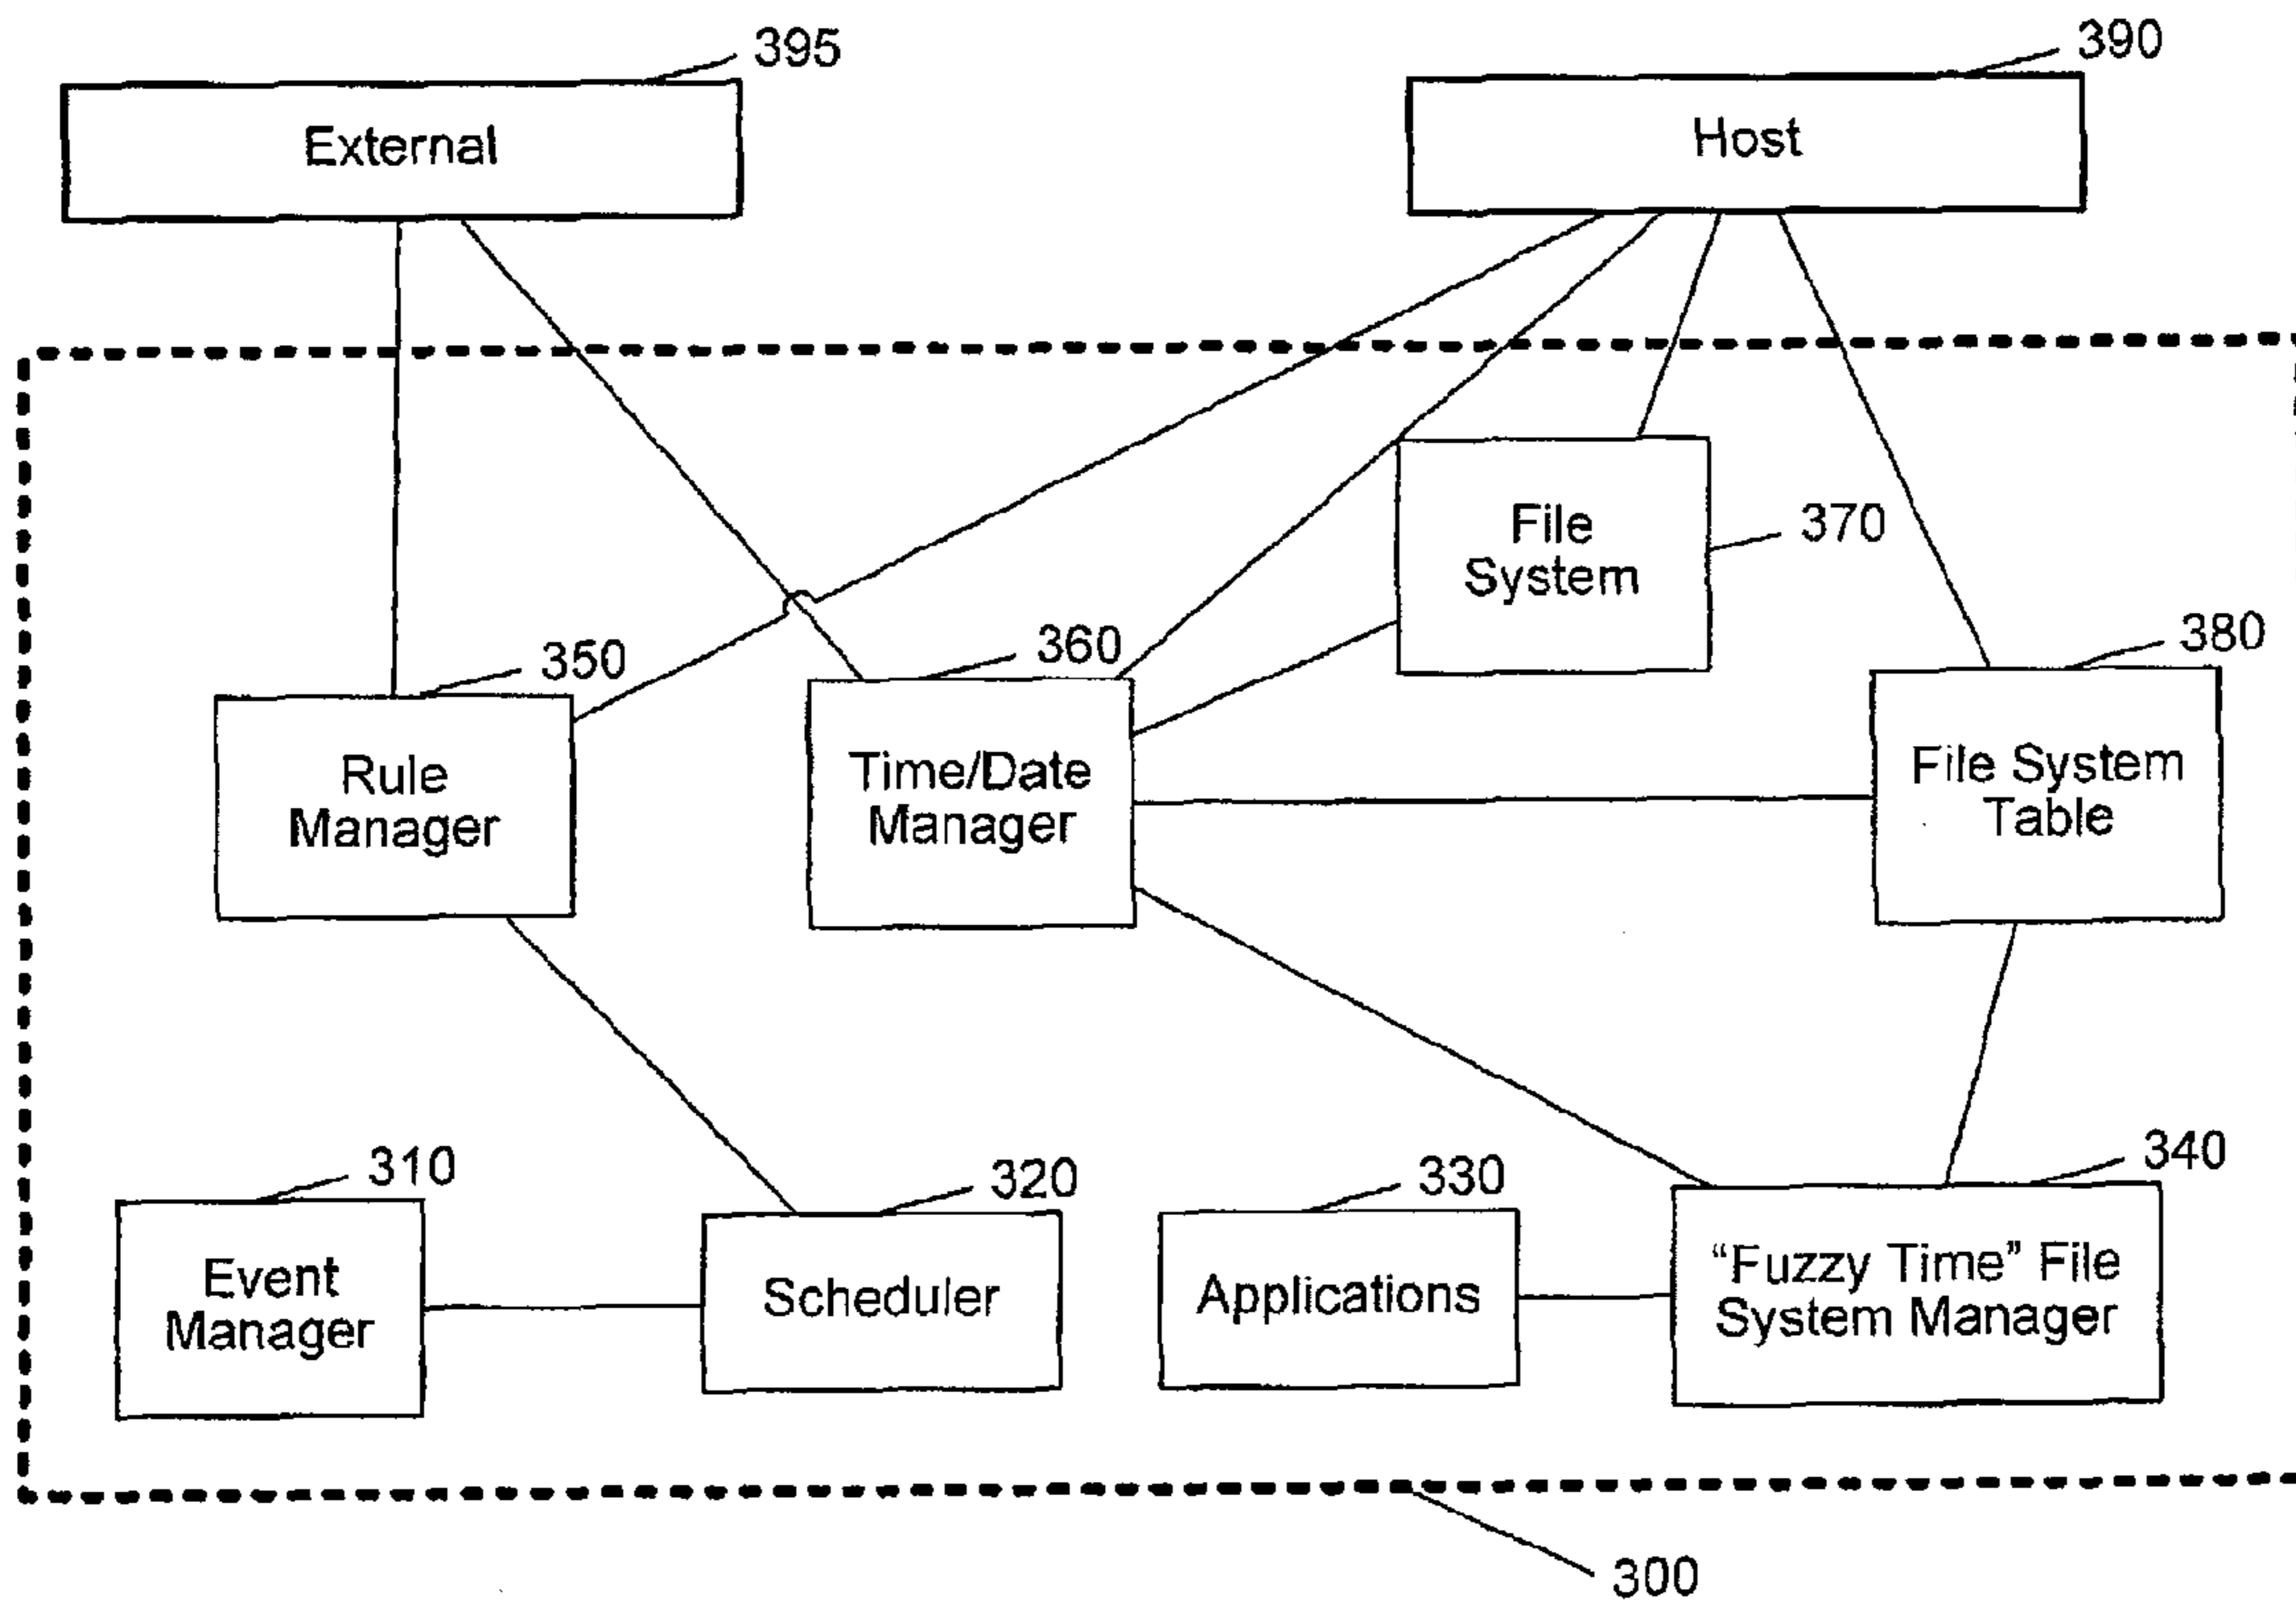 395
390
External
Host
File
System
370
350
360
380
Rule
Manager
Time/Date
Manager
File System
Table
310
320
330
340
Event
Manager
Scheduler
Applications
“Fuzzy Time” File
System Manager
300